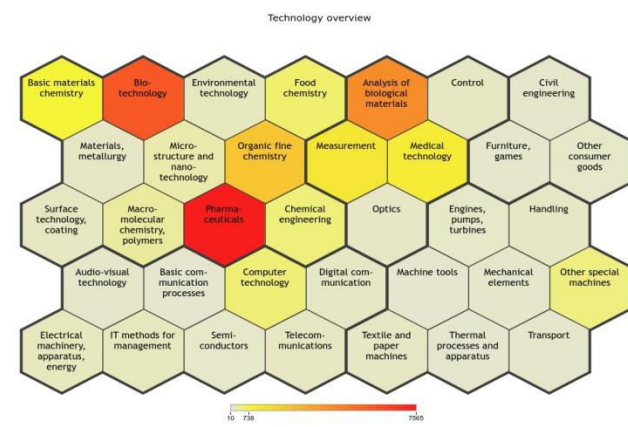 Technology overview
Basic materials
chemistry
Bio-
technology
Environmental
technology
Food
chemistry
Analysis of
biological
materials
Control
Civil
engineering
Materials,
metallurgy
Micro-
structure and
nano-
technology
Organic fine
chemistry
Measurement
Medical
technology
Furniture,
games
Other
consumer
goods
Surface
technology,
coating
Macro-
molecular
chemistry,
polymers
Pharma-
ceuticals
Chemical
engineering
Optics
Engines,
pumps,
turbines
Handling
Audio-visual
technology
Basic com-
munication
processes
Computer
technology
Digital com-
munication
Machine tools
Mechanical
elements
Other special
machines
Electrical
machinery,
apparatus,
energy
IT methods for
management
Semi-
conductors
Telecom-
munications
Textile and
paper
machines
Thermal
processes and
apparatus
Transport
10 738 7565